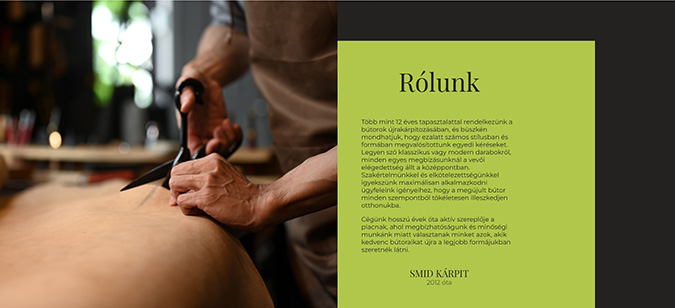 Rólunk
Több mint 12 éves tapasztalattal rendelkezünk a
bútorok újrakárpitozásában, és büszkén
mondhatjuk, hogy ezalatt számos stílusban és
formában megvalósítottunk egyedi kéréseket.
Legyen szó klasszikus vagy modern darabokról,
minden egyes megbízásunknál a vevői
elégedettség állt a középpontban.
Szakértelmünkkel és elkötelezettségünkkel
igyekszünk maximálisan alkalmazkodni
ügyfeleink igényeihez, hogy a megújult bútor
minden szempontból tökéletesen illeszkedjen
otthonukba.
Cégünk hosszú évek óta aktív szereplője a
piacnak, ahol megbízhatóságunk és minőségi
munkánk miatt választanak minket azok, akik
kedvenc bútoraikat újra a legjobb formájukban
szeretnék látni.
SMID KÁRPIT
2012 óta